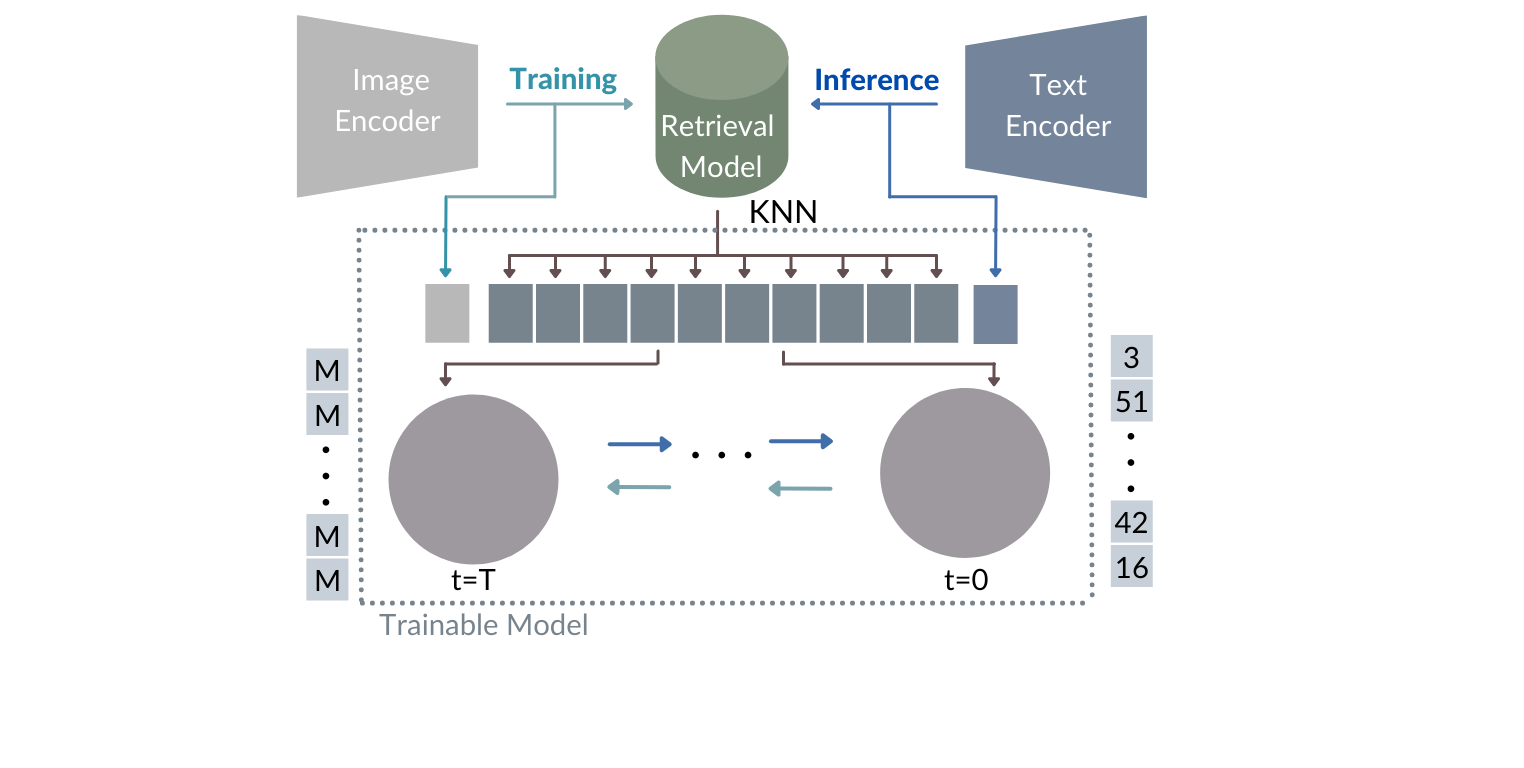 Image
Encoder
Training
Retrieval
Model
Inference
Text
Encoder
KNN
M
M
M
M
t=T
t=0
3
51
42
16
Trainable Model